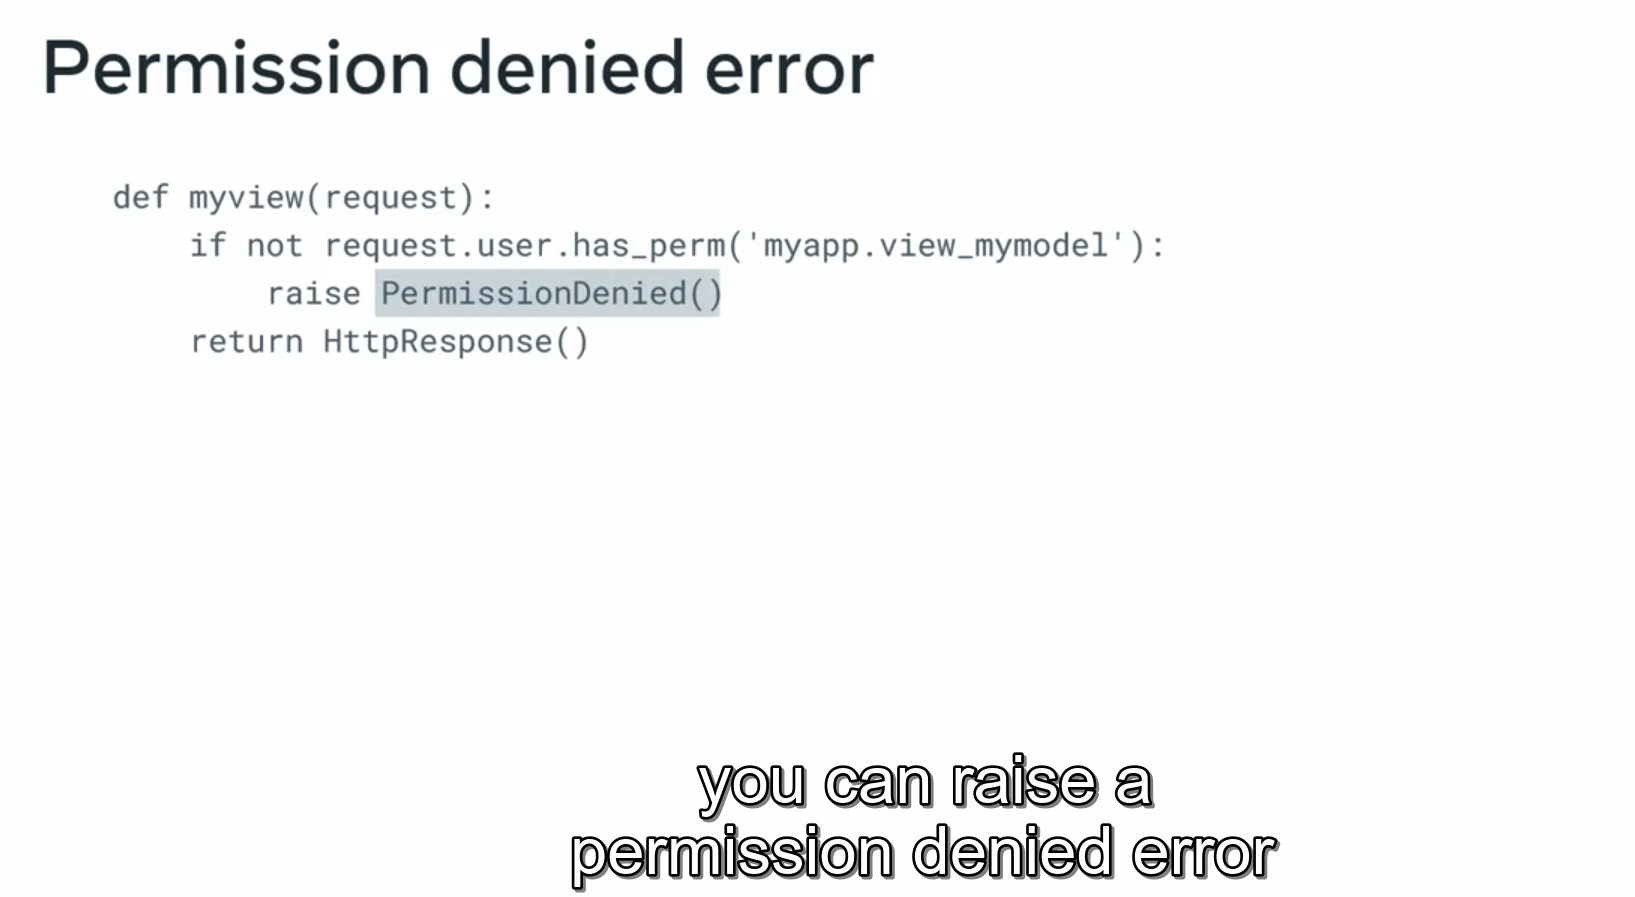 Permission denied error
def myview(request):
    if not request.user.has_perm('myapp.view_mymodel'):
        raise PermissionDenied()
    return HttpResponse()
you can raise a
permission denied error